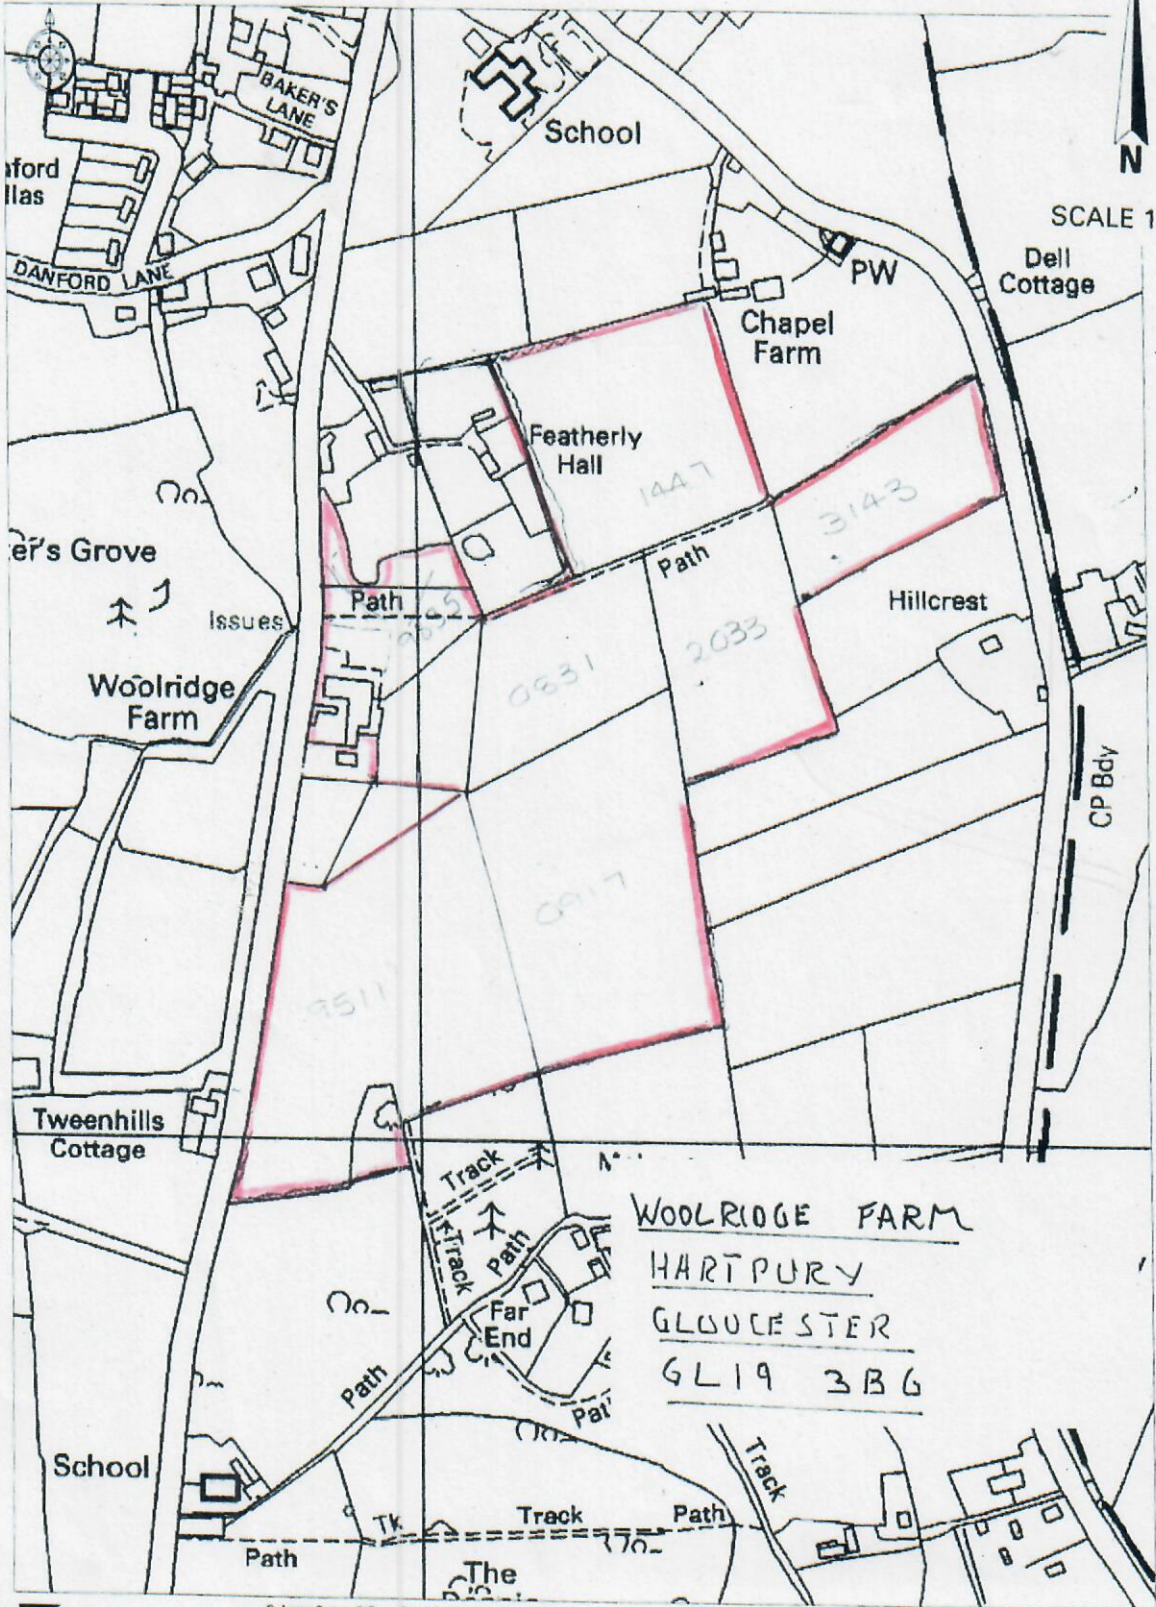 BAKER'S
LANE
School
N
SCALE 1
Dell
Cottage
DANFORD LANE
PW
Chapel
Farm
Featherly
Hall
1447
3143
er's Grove
Path
Path
Hillcrest
Issues
2033
0831
Woolridge
Farm
CP Bdy
0917
9511
Tweenhills
Cottage
Track
Track
Path
WOOLRIDGE FARM
HARTPURY
GLOUCESTER
GL19 3BG
Far
End
Path
Pat
School
Track
Tk
Track
Path
Path
The